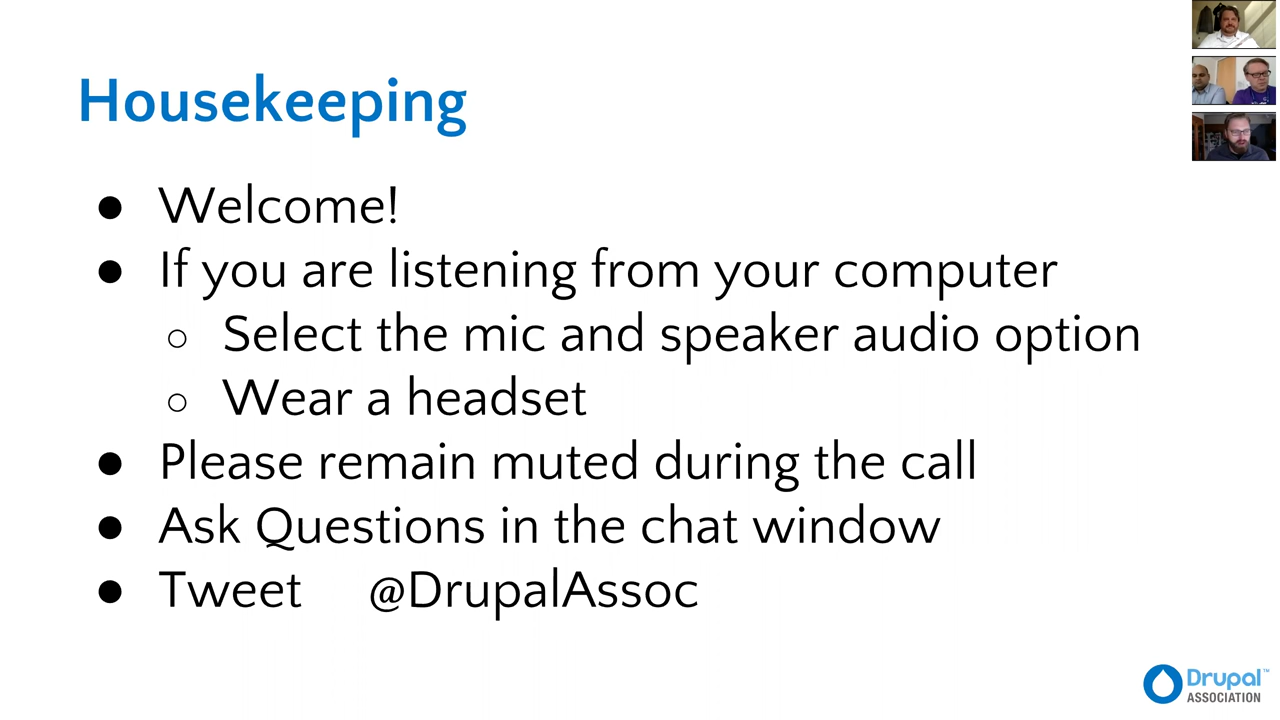 Housekeeping
● Welcome!
● If you are listening from your computer
○ Select the mic and speaker audio option
○ Wear a headset
● Please remain muted during the call
● Ask Questions in the chat window
● Tweet @DrupalAssoc
Drupal™
ASSOCIATION